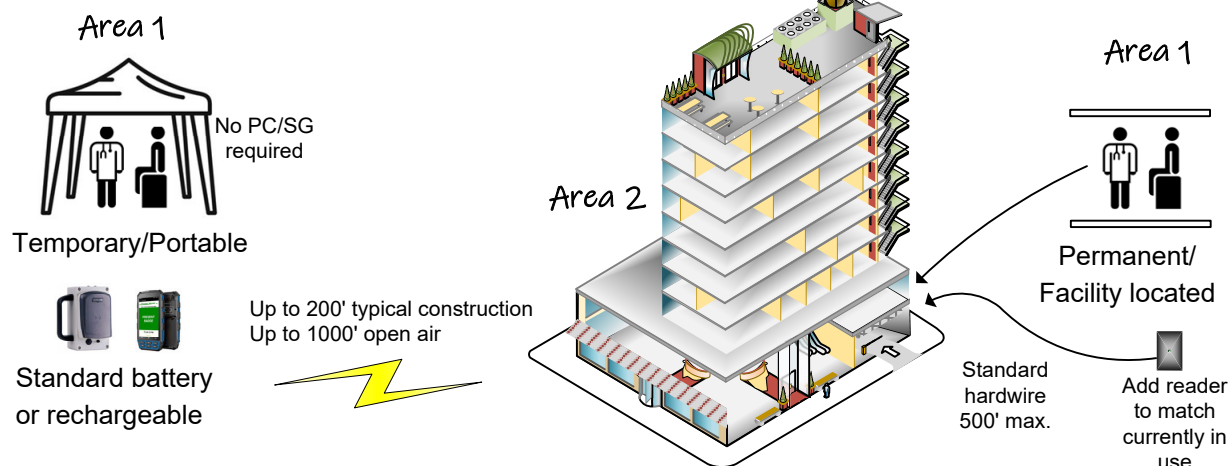 Area 1
No PC/SG
required
Temporary/Portable
Up to 200' typical construction
Up to 1000' open air
Standard battery
or rechargeable
Area 2
Area 1
Permanent/
Facility located
Standard
hardwire
500' max.
Add reader
to match
currently in
use